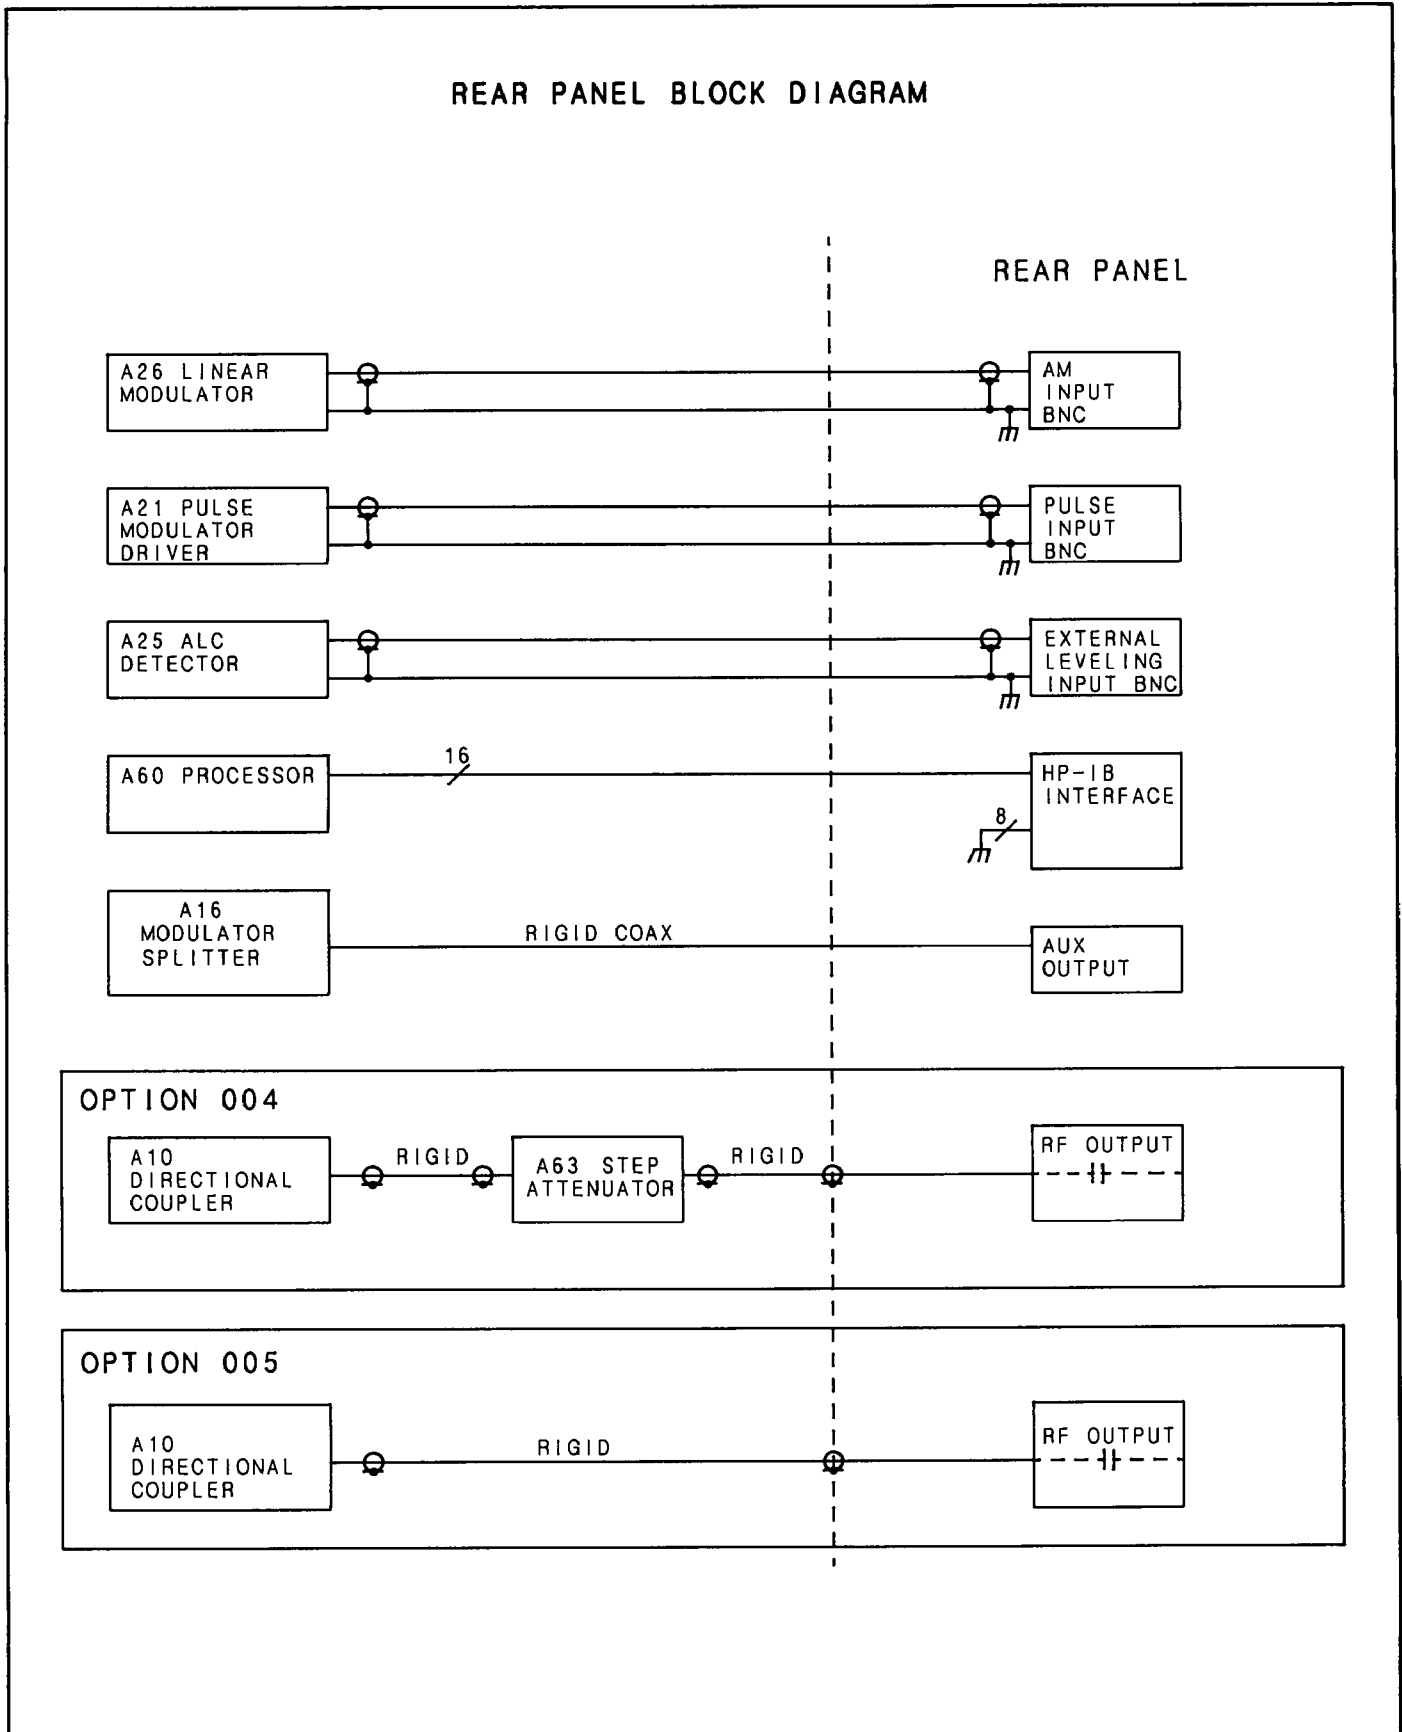 REAR PANEL BLOCK DIAGRAM
REAR PANEL
A26 LINEAR
MODULATOR
AM
INPUT
BNC
A21 PULSE
MODULATOR
DRIVER
PULSE
INPUT
BNC
A25 ALC
DETECTOR
EXTERNAL
LEVELING
INPUT BNC
A60 PROCESSOR
16
HP-IB
INTERFACE
8
A16
MODULATOR
SPLITTER
RIGID COAX
AUX
OUTPUT
OPTION 004
A10
DIRECTIONAL
COUPLER
RIGID
A63 STEP
ATTENUATOR
RIGID
RF OUTPUT
OPTION 005
A10
DIRECTIONAL
COUPLER
RIGID
RF OUTPUT